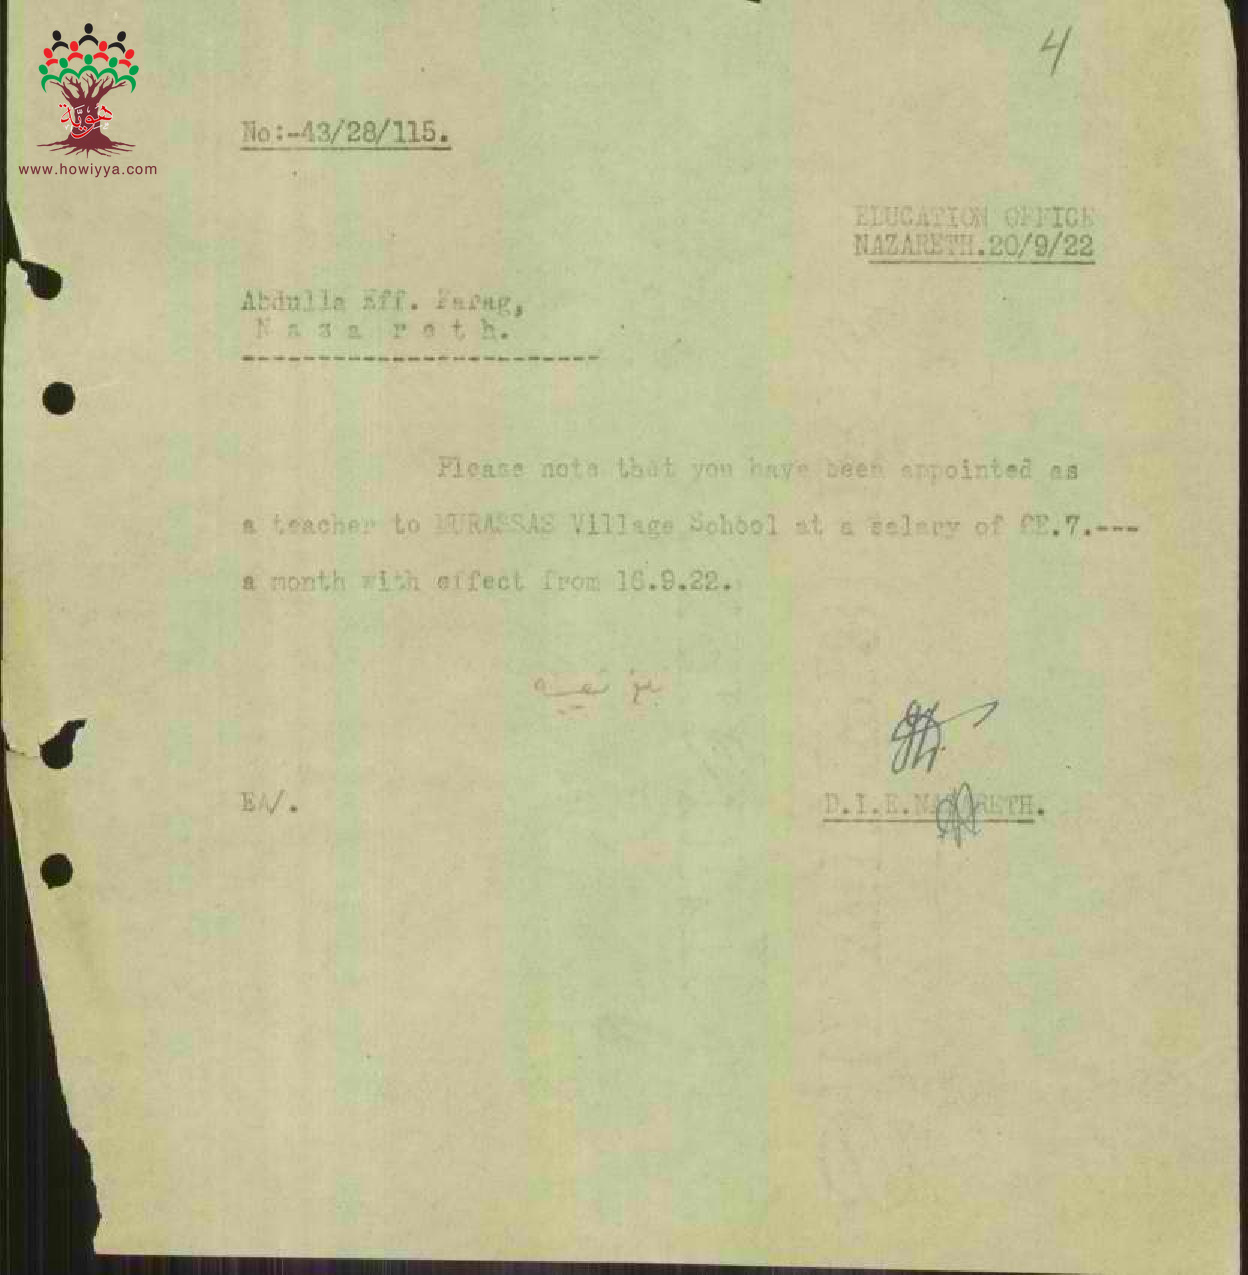 4
هوية
www.howiyya.com
No:-43/28/115.
EDUCATION OFFICE
NAZARETH.20/9/22
Abdulla Eff. Farag,
N a z a r e t h.
-----------------------
Please note that you have been appointed as
a teacher to MURASSAS Village School at a salary of £E.7.---
a month with effect from 16.9.22.
EA/.
D.I.E.NAZARETH.